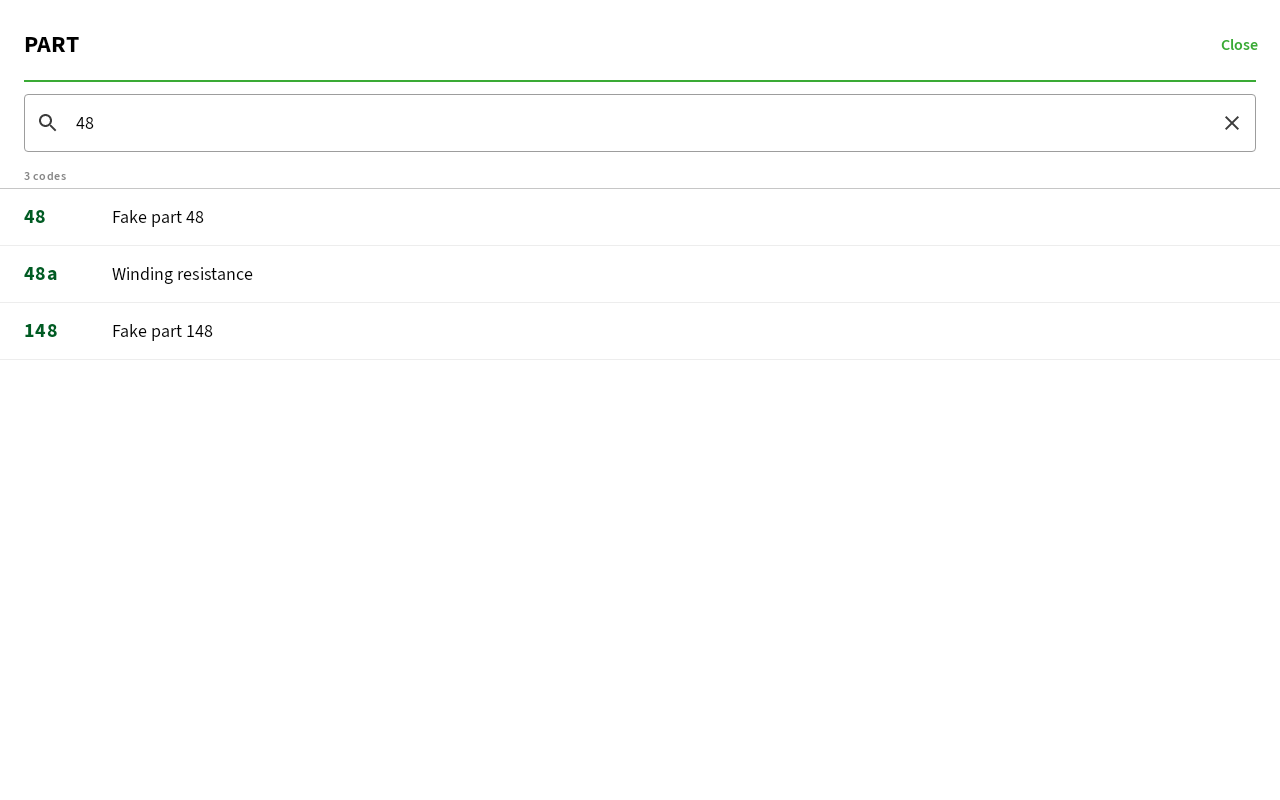 PART
Close
48
3 codes
48 Fake part 48
48a Winding resistance
148 Fake part 148